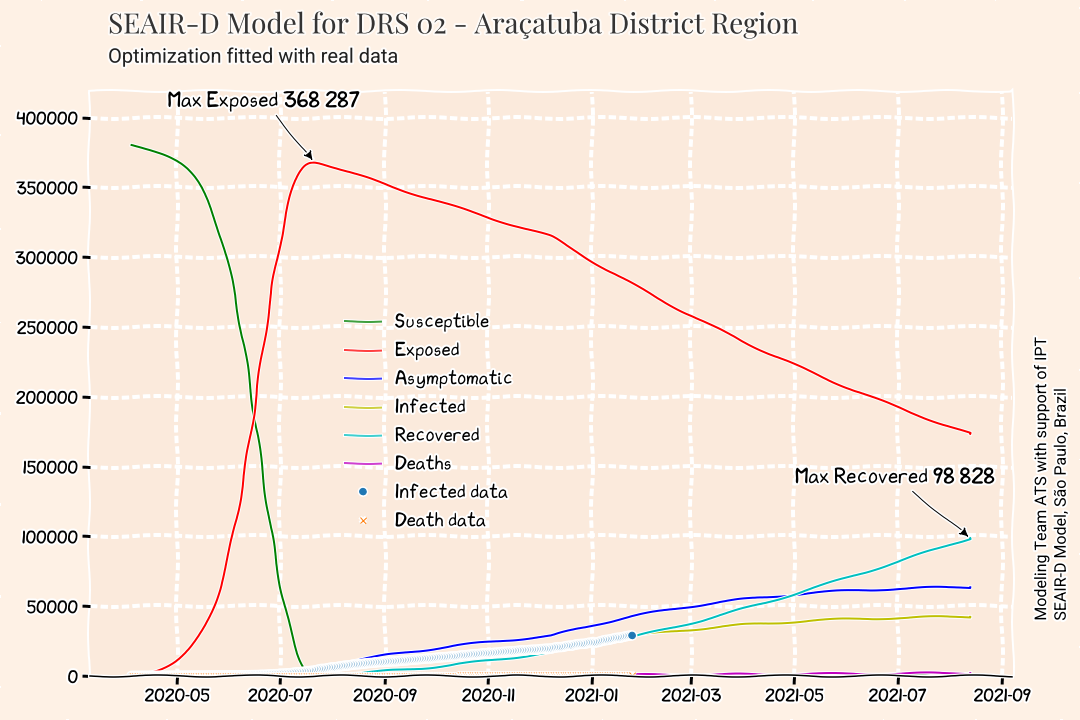 SEAIR-D Model for DRS 02 - Araçatuba District Region
Optimization fitted with real data
Max Exposed 368 287
400000
350000
300000
250000
200000
150000
100000
50000
0
Susceptible
Exposed
Asymptomatic
Infected
Recovered
Deaths
Infected data
Death data
Max Recovered 98 828
2020-05
2020-07
2020-09
2020-11
2021-01
2021-03
2021-05
2021-07
2021-09
Modeling Team ATS with support of IPT
SEAIR-D Model, São Paulo, Brazil